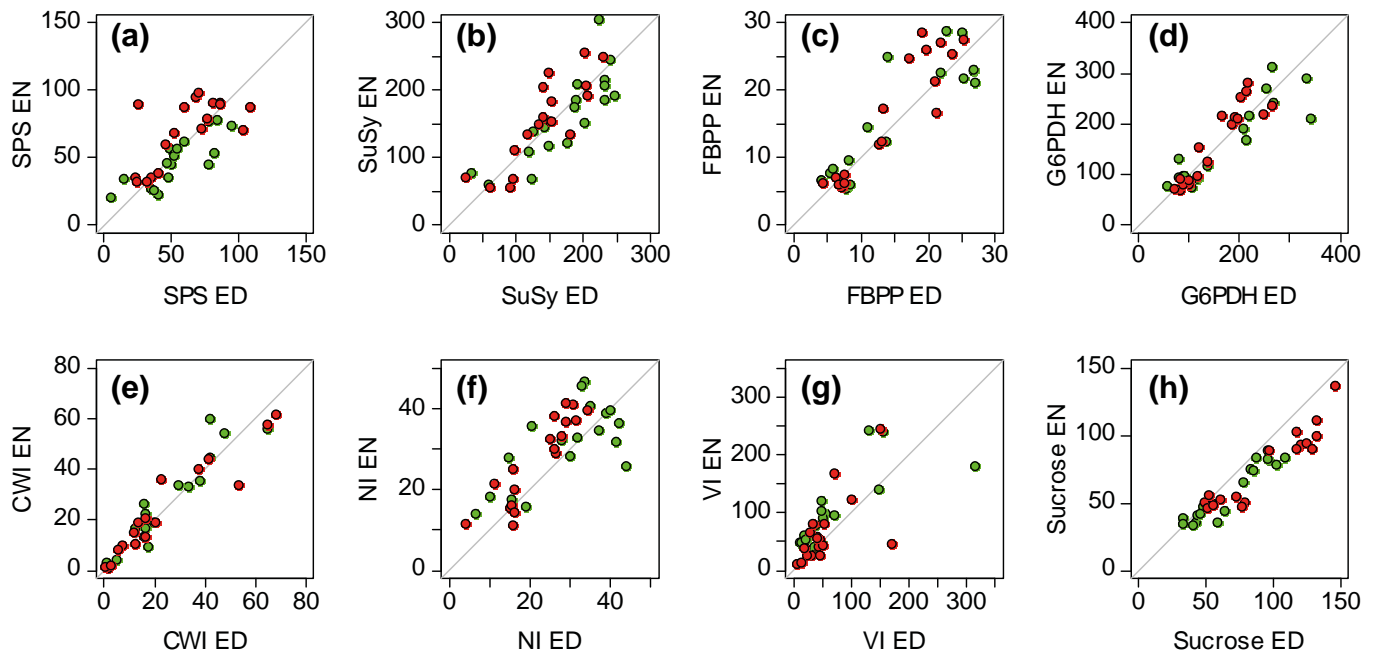 (a)
SPS EN
150
100
50
0
0 50 100 150
SPS ED
(b)
SuSy EN
300
200
100
0
0 100 200 300
SuSy ED
(c)
FBPP EN
30
20
10
0
0 10 20 30
FBPP ED
(d)
G6PDH EN
400
300
200
100
0
0 100 200 400
G6PDH ED
(e)
CWI EN
80
60
40
20
0
0 20 40 60 80
CWI ED
(f)
NI EN
40
20
0
0 20 40
NI ED
(g)
VI EN
300
200
100
0
0 100 200 300
VI ED
(h)
Sucrose EN
150
100
50
0
0 50 100 150
Sucrose ED